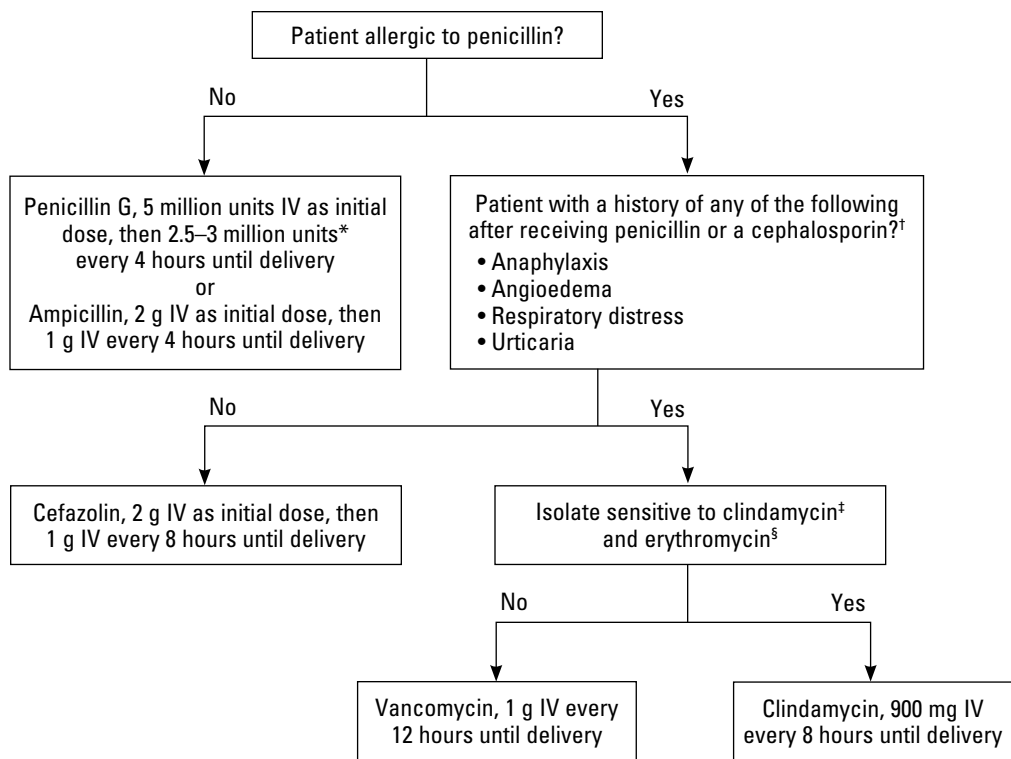 Patient allergic to penicillin?
No
Yes
Penicillin G, 5 million units IV as initial
dose, then 2.5–3 million units*
every 4 hours until delivery
or
Ampicillin, 2 g IV as initial dose, then
1 g IV every 4 hours until delivery
Patient with a history of any of the following
after receiving penicillin or a cephalosporin?†
• Anaphylaxis
• Angioedema
• Respiratory distress
• Urticaria
No
Yes
Cefazolin, 2 g IV as initial dose, then
1 g IV every 8 hours until delivery
Isolate sensitive to clindamycin‡
and erythromycin§
No
Yes
Vancomycin, 1 g IV every
12 hours until delivery
Clindamycin, 900 mg IV
every 8 hours until delivery